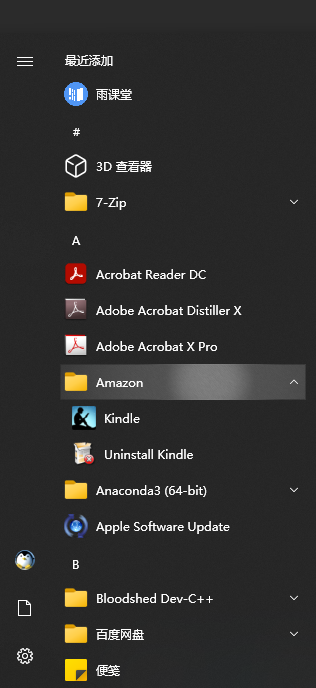 最近添加
雨课堂
#
3D 查看器
7-Zip
A
Acrobat Reader DC
Adobe Acrobat Distiller X
Adobe Acrobat X Pro
Amazon
Kindle
Uninstall Kindle
Anaconda3 (64-bit)
Apple Software Update
B
Bloodshed Dev-C++
百度网盘
便笺